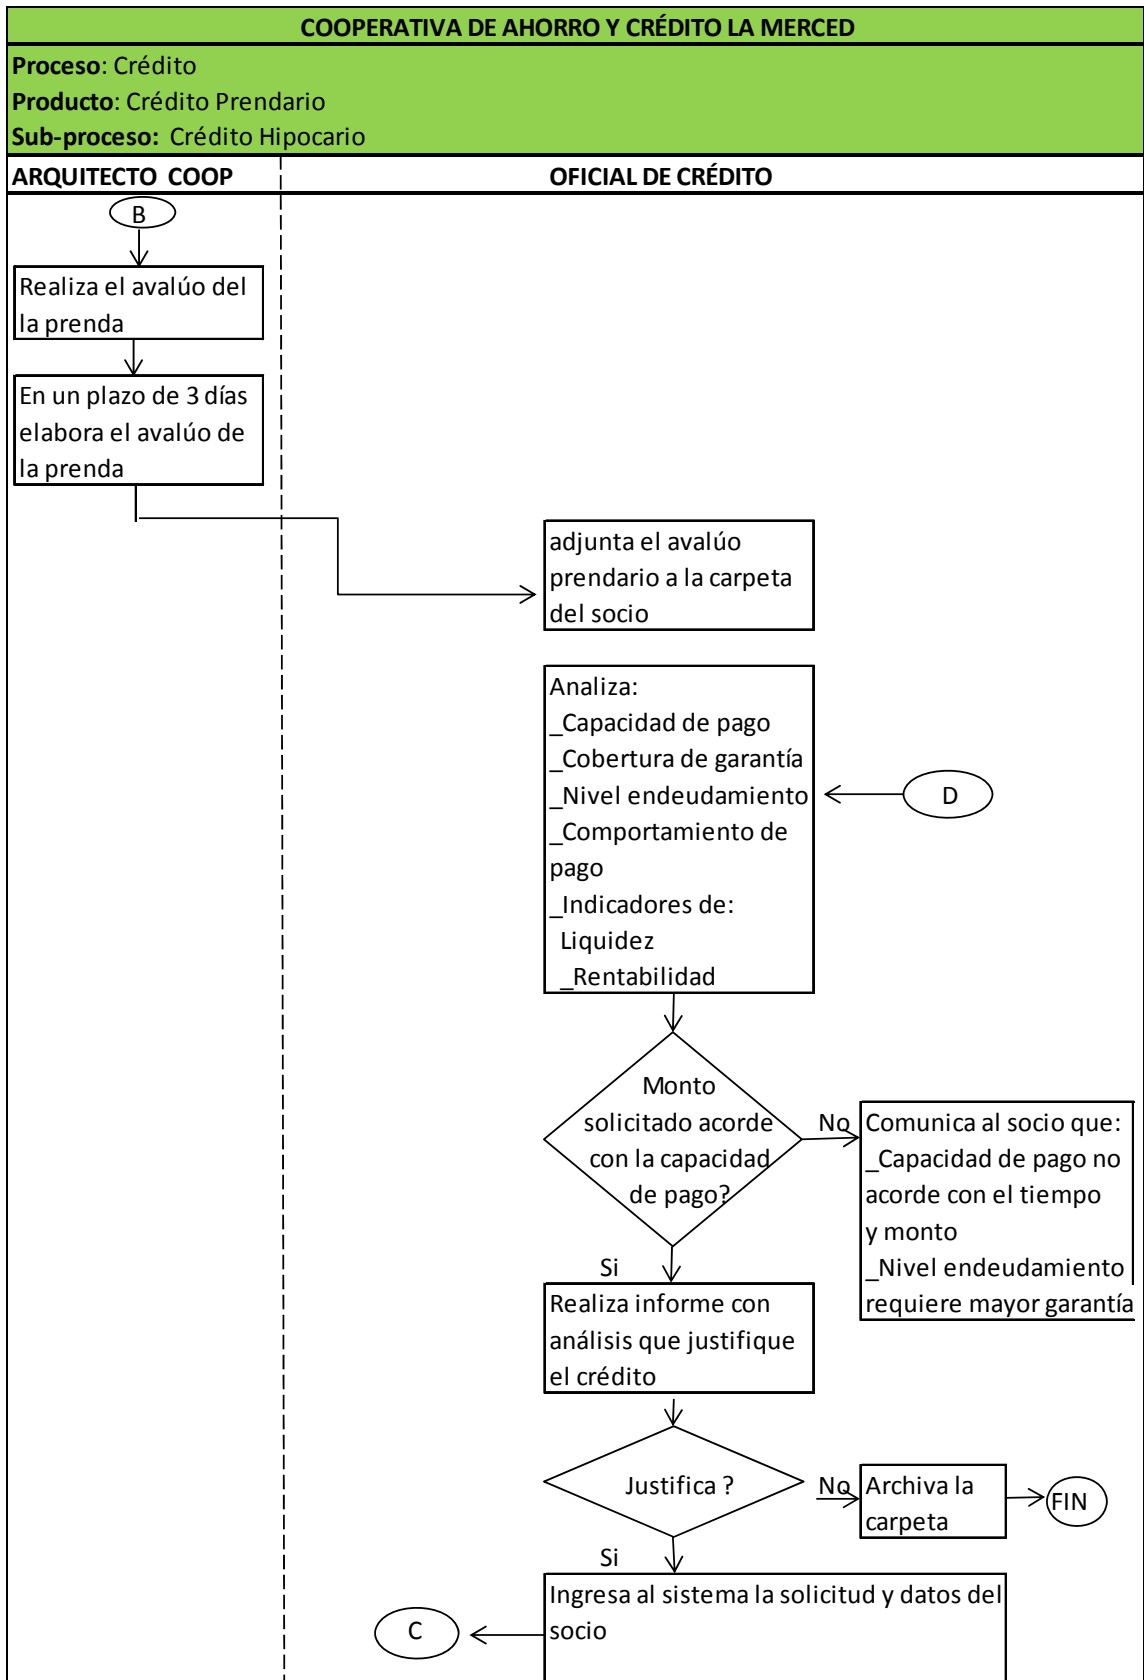 COOPERATIVA DE AHORRO Y CRÉDITO LA MERCED
Proceso: Crédito
Producto: Crédito Prendario
Sub-proceso: Crédito Hipocario
ARQUITECTO COOP
OFICIAL DE CRÉDITO
B
Realiza el avalúo del
la prenda
En un plazo de 3 días
elabora el avalúo de
la prenda
adjunta el avalúo
prendario a la carpeta
del socio
Analiza:
_Capacidad de pago
_Cobertura de garantía
_Nivel endeudamiento
_Comportamiento de
pago
_Indicadores de:
Liquidez
_Rentabilidad
D
Monto
solicitado acorde
con la capacidad
de pago?
No
Comunica al socio que:
_Capacidad de pago no
acorde con el tiempo
y monto
_Nivel endeudamiento
requiere mayor garantía
Si
Realiza informe con
análisis que justifique
el crédito
Justifica ?
No
Archiva la
carpeta
FIN
Si
Ingresa al sistema la solicitud y datos del
socio
C